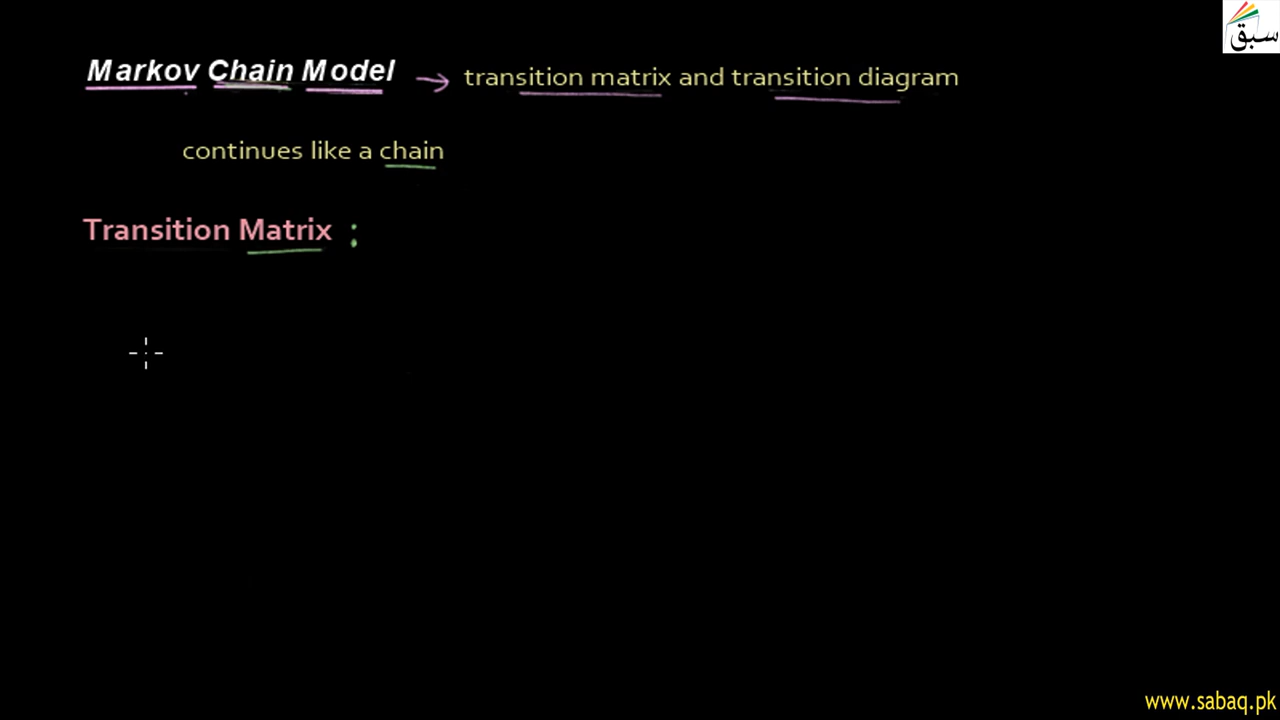 سبق
Markov Chain Model → transition matrix and transition diagram
continues like a chain
Transition Matrix :
www.sabaq.pk